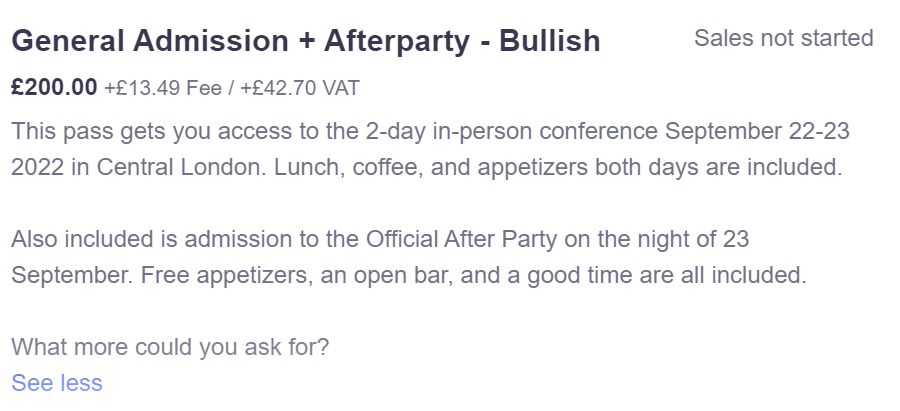 General Admission + Afterparty - Bullish
Sales not started
£200.00 +£13.49 Fee / +£42.70 VAT
This pass gets you access to the 2-day in-person conference September 22-23
2022 in Central London. Lunch, coffee, and appetizers both days are included.
Also included is admission to the Official After Party on the night of 23
September. Free appetizers, an open bar, and a good time are all included.
What more could you ask for?
See less